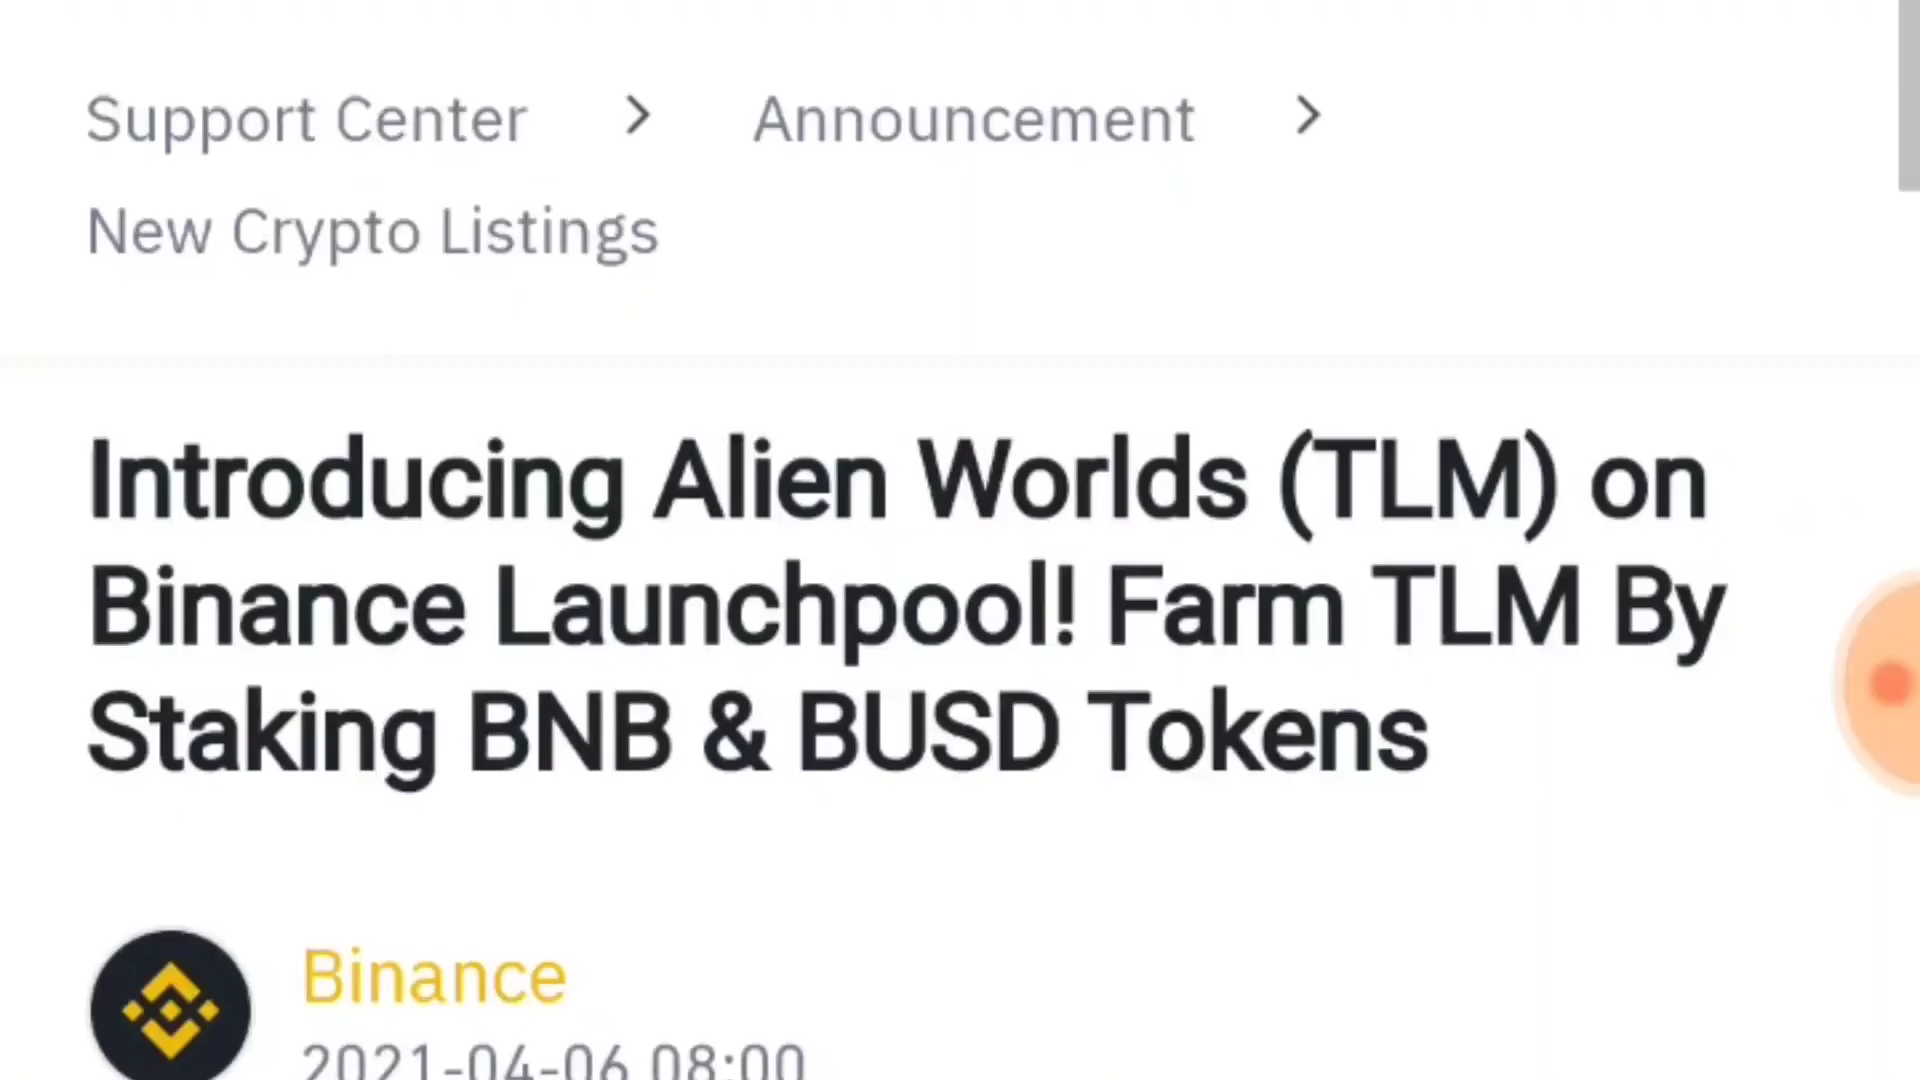 Support Center > Announcement >
New Crypto Listings
Introducing Alien Worlds (TLM) on
Binance Launchpool! Farm TLM By
Staking BNB & BUSD Tokens
Binance
2021-04-06 08:00